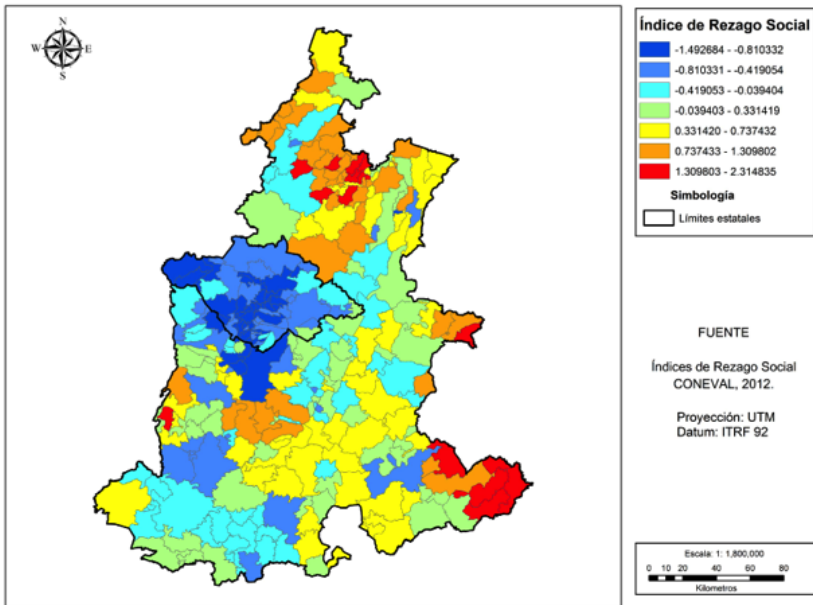 N
W
E
S
Índice de Rezago Social
-1.492684 - -0.810332
-0.810331 - -0.419054
-0.419053 - -0.039404
-0.039403 - 0.331419
0.331420 - 0.737432
0.737433 - 1.309802
1.309803 - 2.314835
Simbología
Límites estatales
FUENTE
Índices de Rezago Social
CONEVAL, 2012.
Proyección: UTM
Datum: ITRF 92
Escala: 1: 1,800,000
0 10 20 40 60 80
Kilometros